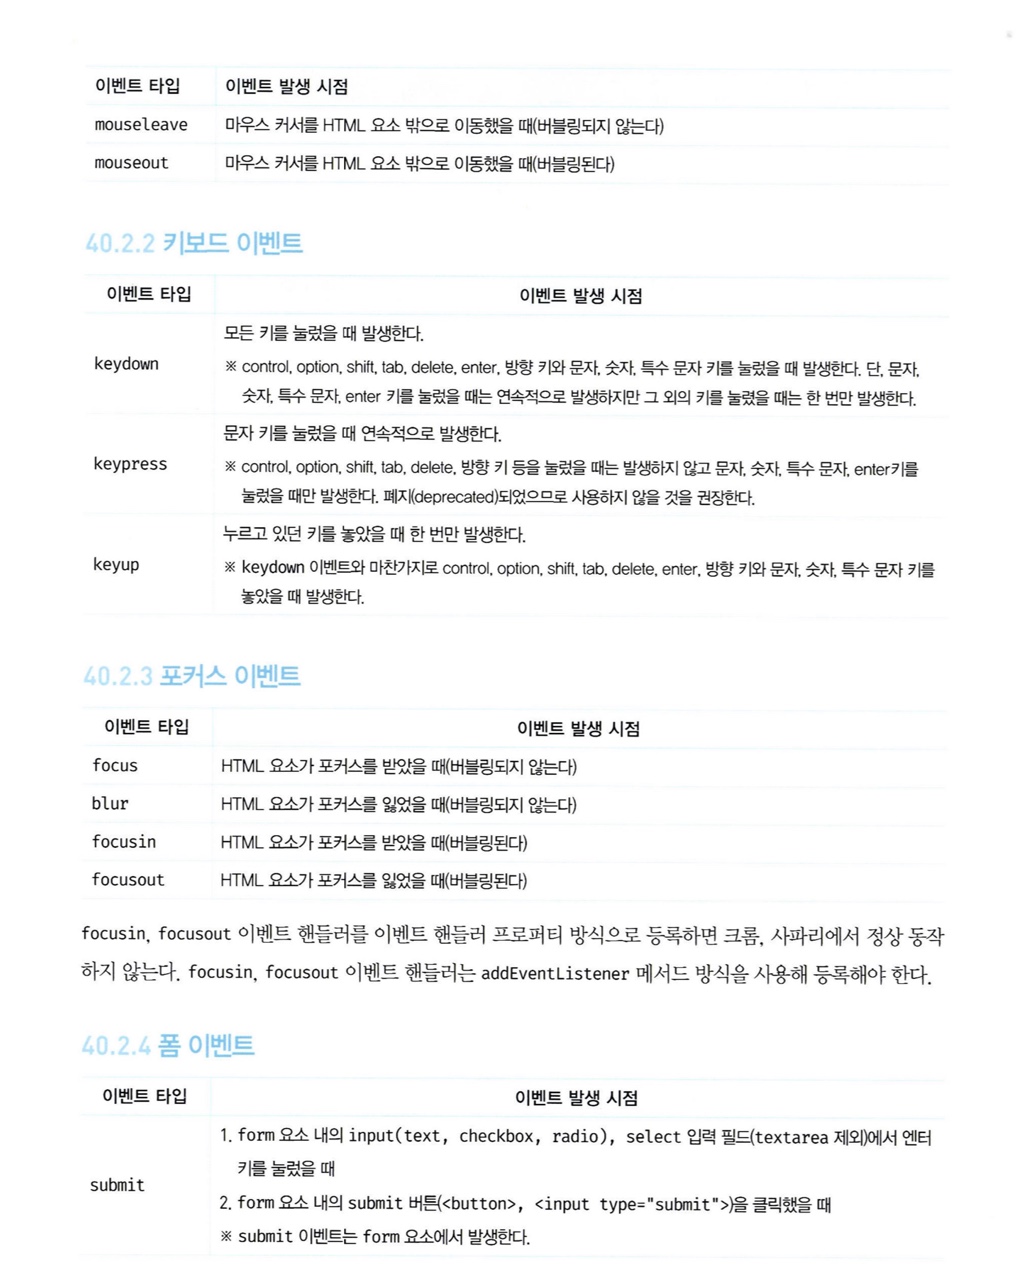 이벤트 타입 이벤트 발생 시점
mouseleave 마우스 커서를 HTML 요소 밖으로 이동했을 때(버블링되지 않는다)
mouseout 마우스 커서를 HTML 요소 밖으로 이동했을 때(버블링된다)
40.2.2 키보드 이벤트
이벤트 타입 이벤트 발생 시점
모든 키를 눌렀을 때 발생한다.
keydown
※ control, option, shift, tab, delete, enter, 방향 키와 문자, 숫자, 특수 문자 키를 눌렀을 때 발생한다. 단, 문자,
숫자, 특수 문자, enter 키를 눌렀을 때는 연속적으로 발생하지만 그 외의 키를 눌렀을 때는 한 번만 발생한다.
문자 키를 눌렀을 때 연속적으로 발생한다.
keypress
※ control, option, shift, tab, delete, 방향 키 등을 눌렀을 때는 발생하지 않고 문자, 숫자, 특수 문자, enter키를
눌렀을 때만 발생한다. 폐지(deprecated)되었으므로 사용하지 않을 것을 권장한다.
누르고 있던 키를 놓았을 때 한 번만 발생한다.
keyup
※ keydown 이벤트와 마찬가지로 control, option, shift, tab, delete, enter, 방향 키와 문자, 숫자, 특수 문자 키를
놓았을 때 발생한다.
40.2.3 포커스 이벤트
이벤트 타입 이벤트 발생 시점
focus HTML 요소가 포커스를 받았을 때(버블링되지 않는다)
blur HTML 요소가 포커스를 잃었을 때(버블링되지 않는다)
focusin HTML 요소가 포커스를 받았을 때(버블링된다)
focusout HTML 요소가 포커스를 잃었을 때(버블링된다)
focusin, focusout 이벤트 핸들러를 이벤트 핸들러 프로퍼티 방식으로 등록하면 크롬, 사파리에서 정상 동작
하지 않는다. focusin, focusout 이벤트 핸들러는 addEventListener 메서드 방식을 사용해 등록해야 한다.
40.2.4 폼 이벤트
이벤트 타입 이벤트 발생 시점
1. form 요소 내의 input(text, checkbox, radio), select 입력 필드(textarea 제외)에서 엔터
키를 눌렀을 때
submit
2. form 요소 내의 submit 버튼(<button>, <input type="submit">)을 클릭했을 때
※ submit 이벤트는 form 요소에서 발생한다.